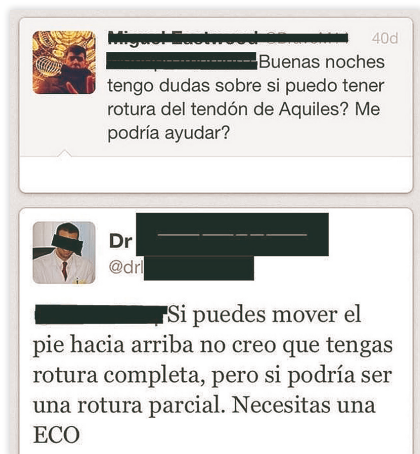 40d
Buenas noches
tengo dudas sobre si puedo tener
rotura del tendón de Aquiles? Me
podría ayudar?
Dr
@drl
Si puedes mover el
pie hacia arriba no creo que tengas
rotura completa, pero si podría ser
una rotura parcial. Necesitas una
ECO